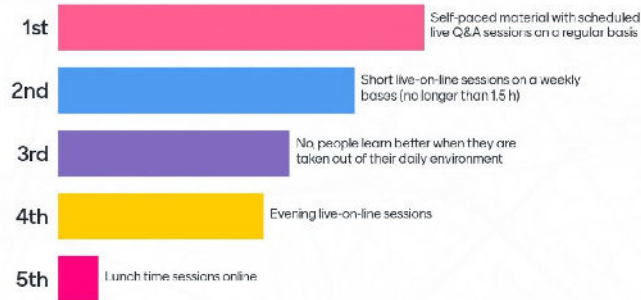 1st
Self-paced material with scheduled
live Q&A sessions on a regular basis
2nd
Short live-on-line sessions on a weekly
bases (no longer than 1.5 h)
3rd
No, people learn better when they are
taken out of their daily environment
4th
Evening live-on-line sessions
5th
Lunch time sessions online